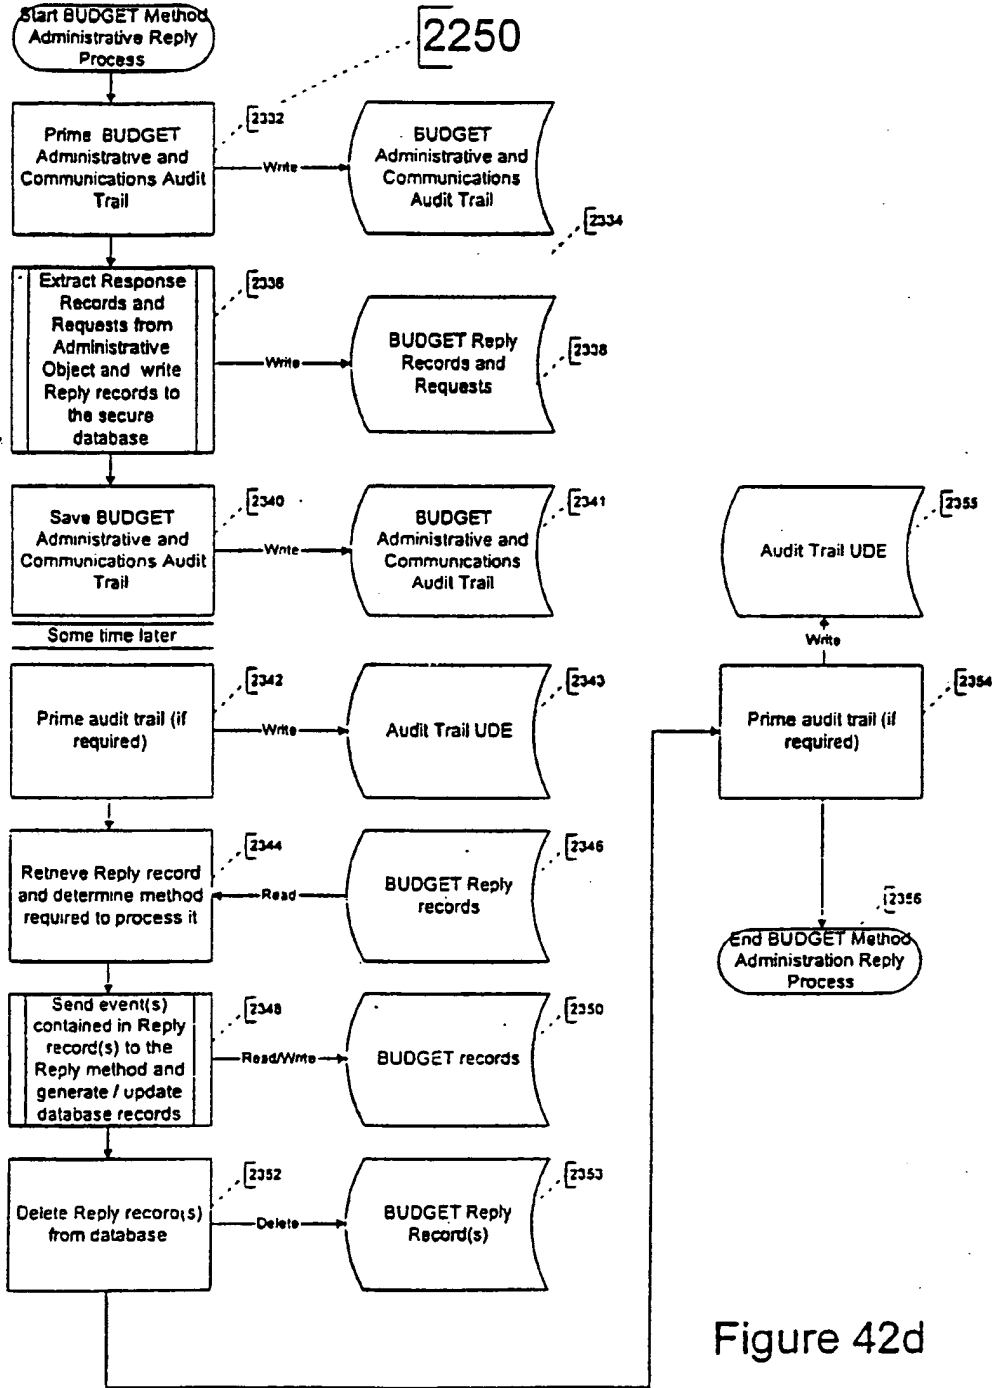 Start BUDGET Method
Administrative Reply
Process
2250
2332
Prime BUDGET
Administrative and
Communications Audit
Trail
Write
BUDGET
Administrative and
Communications
Audit Trail
2334
2336
Extract Response
Records and
Requests from
Administrative
Object and write
Reply records to
the secure
database
Write
BUDGET Reply
Records and
Requests
2338
2340
Save BUDGET
Administrative and
Communications Audit
Trail
Write
BUDGET
Administrative and
Communications
Audit Trail
2341
Some time later
2342
Prime audit trail (if
required)
Write
Audit Trail UDE
2343
2344
Retrieve Reply record
and determine method
required to process it
Read
BUDGET Reply
records
2346
2348
Send event(s)
contained in Reply
record(s) to the
Reply method and
generate / update
database records
Read/Write
BUDGET records
2350
2352
Delete Reply record(s)
from database
Delete
BUDGET Reply
Record(s)
2353
2355
Audit Trail UDE
Write
2354
Prime audit trail (if
required)
2356
End BUDGET Method
Administration Reply
Process
Figure 42d